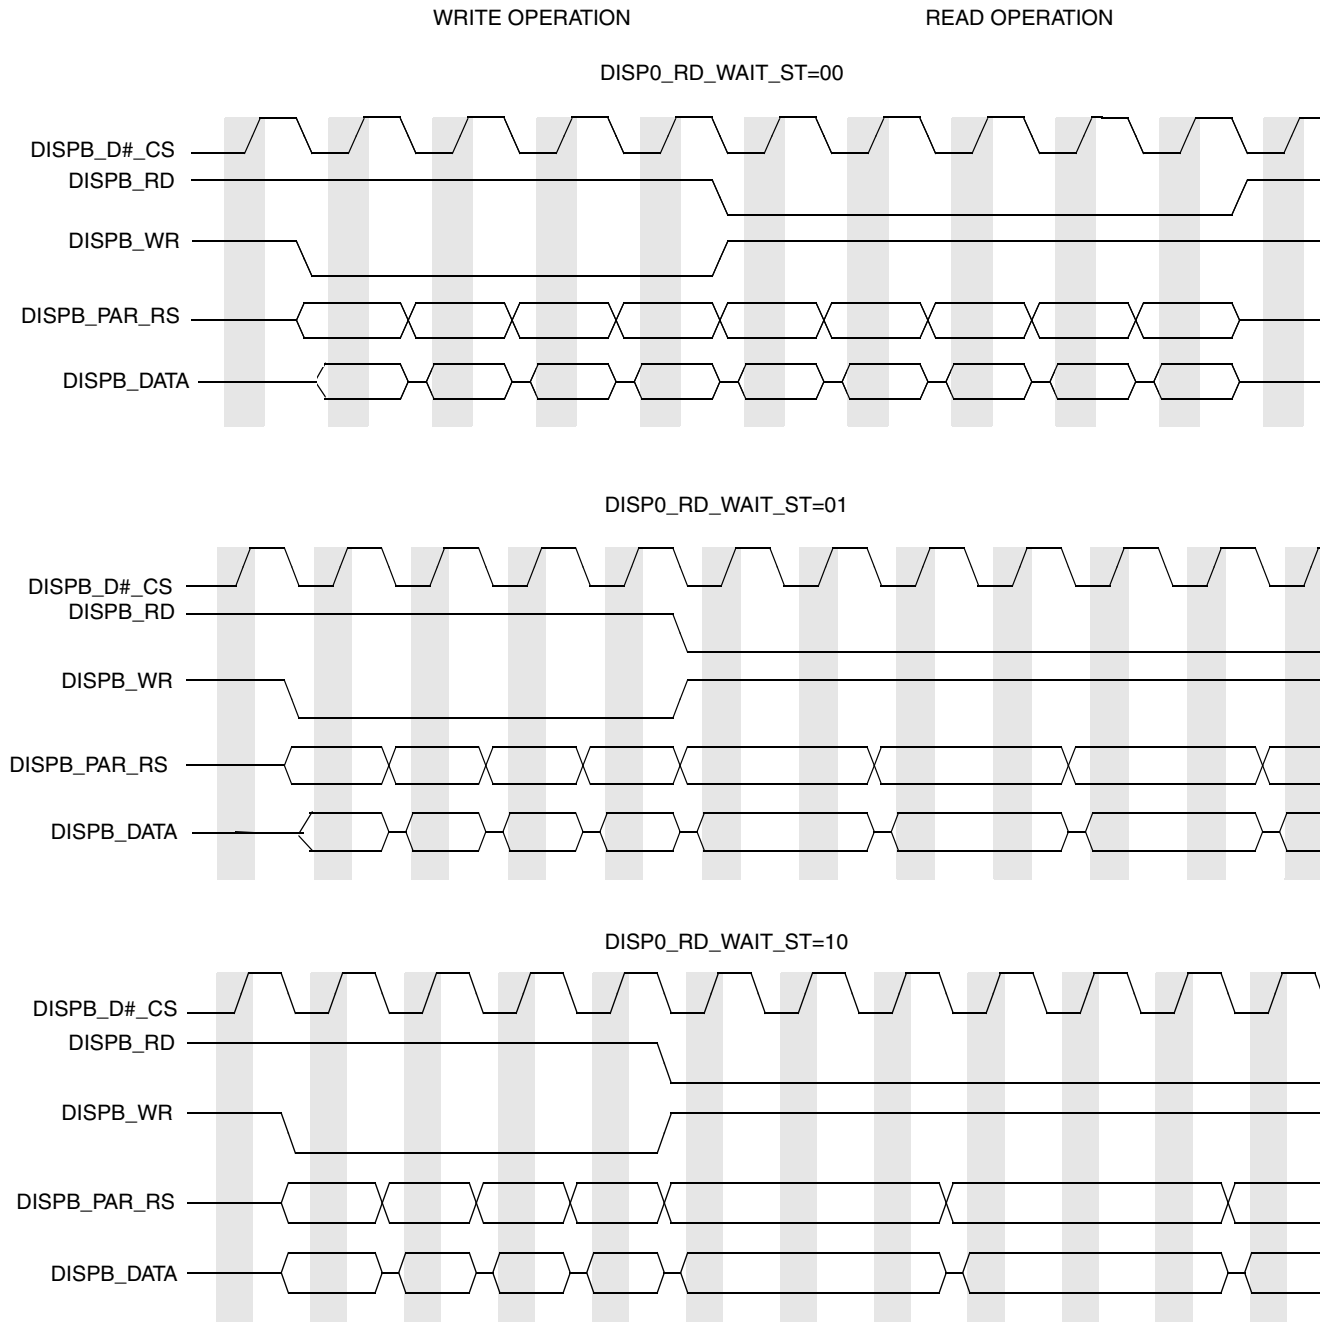 WRITE OPERATION
READ OPERATION
DISP0_RD_WAIT_ST=00
DISPB_D#_CS
DISPB_RD
DISPB_WR
DISPB_PAR_RS
DISPB_DATA
DISP0_RD_WAIT_ST=01
DISPB_D#_CS
DISPB_RD
DISPB_WR
DISPB_PAR_RS
DISPB_DATA
DISP0_RD_WAIT_ST=10
DISPB_D#_CS
DISPB_RD
DISPB_WR
DISPB_PAR_RS
DISPB_DATA